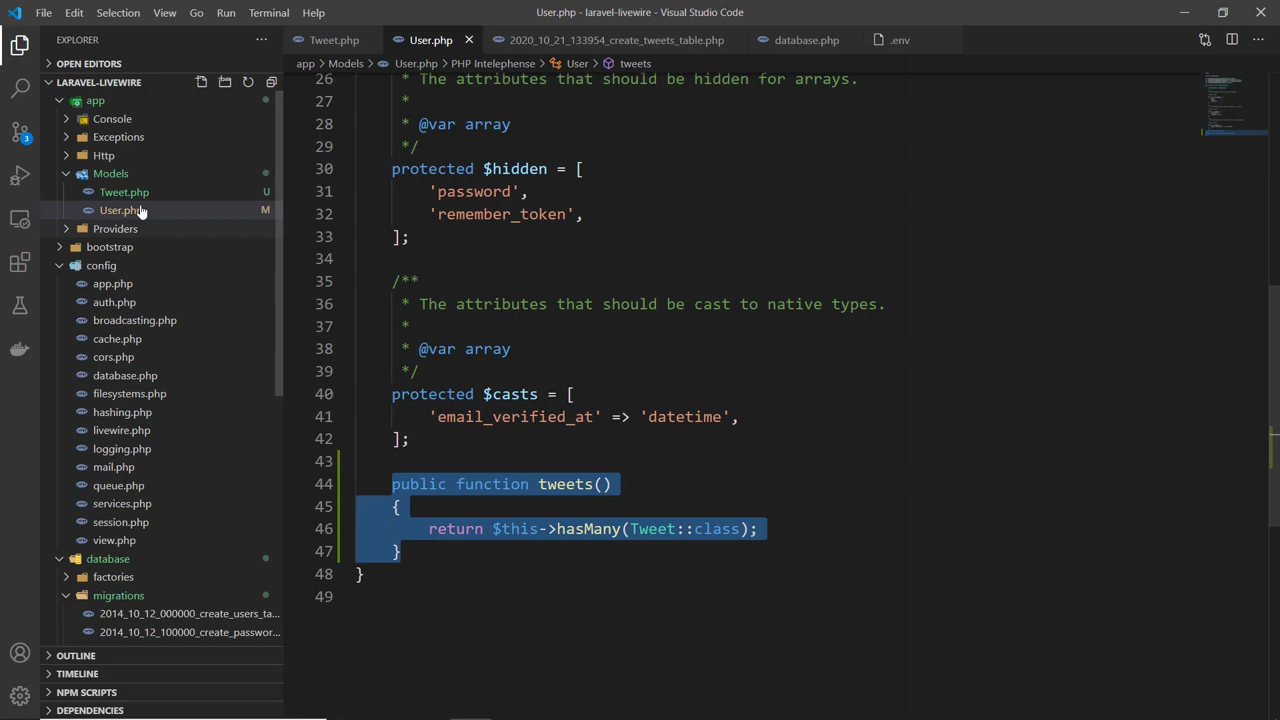 File Edit Selection View Go Run Terminal Help
User.php - laravel-livewire - Visual Studio Code
EXPLORER
Tweet.php
User.php
2020_10_21_133954_create_tweets_table.php
database.php
.env
OPEN EDITORS
app > Models > User.php > PHP Intelephense > User > tweets
LARAVEL-LIVEWIRE
app
Console
Exceptions
Http
Models
Tweet.php U
User.php M
Providers
bootstrap
config
app.php
auth.php
broadcasting.php
cache.php
cors.php
database.php
filesystems.php
hashing.php
livewire.php
logging.php
mail.php
queue.php
services.php
session.php
view.php
database
factories
migrations
2014_10_12_000000_create_users_ta...
2014_10_12_100000_create_passwor...
OUTLINE
TIMELINE
NPM SCRIPTS
DEPENDENCIES
3
26 * The attributes that should be hidden for arrays.
27 *
28 * @var array
29 */
30 protected $hidden = [
31 'password',
32 'remember_token',
33 ];
34
35 /**
36 * The attributes that should be cast to native types.
37 *
38 * @var array
39 */
40 protected $casts = [
41 'email_verified_at' => 'datetime',
42 ];
43
44 public function tweets()
45 {
46 return $this->hasMany(Tweet::class);
47 }
48 }
49